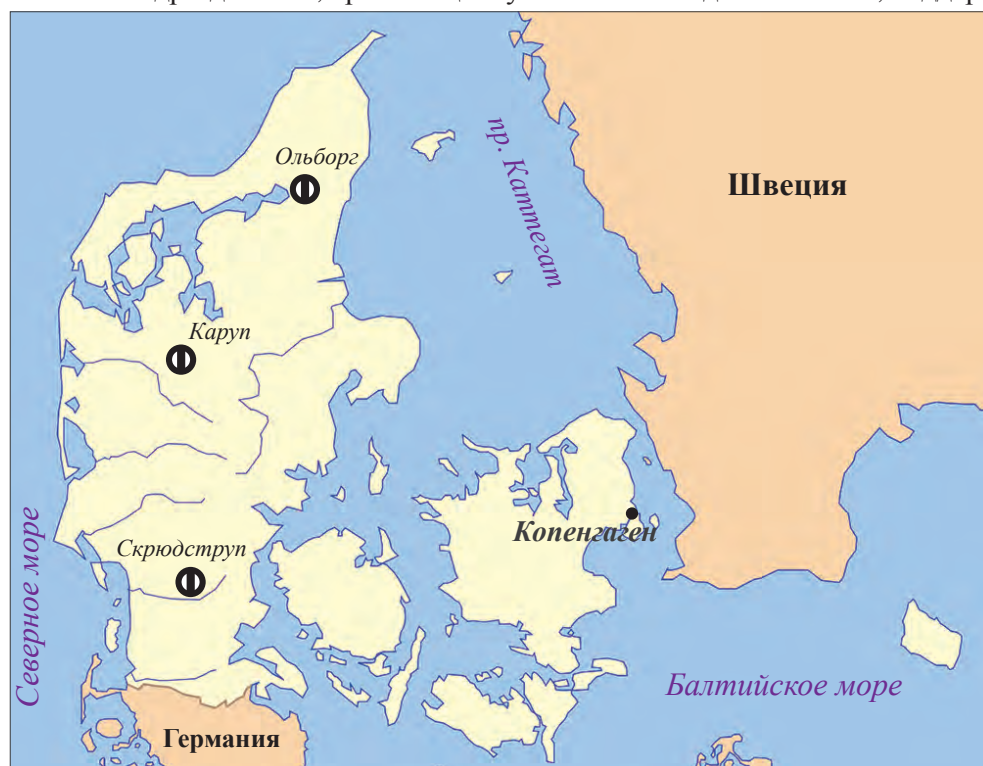 Ольборг
пр. Каттегат
Швеция
Каруп
Копенгаген
Скрюдструп
Северное море
Балтийское море
Германия